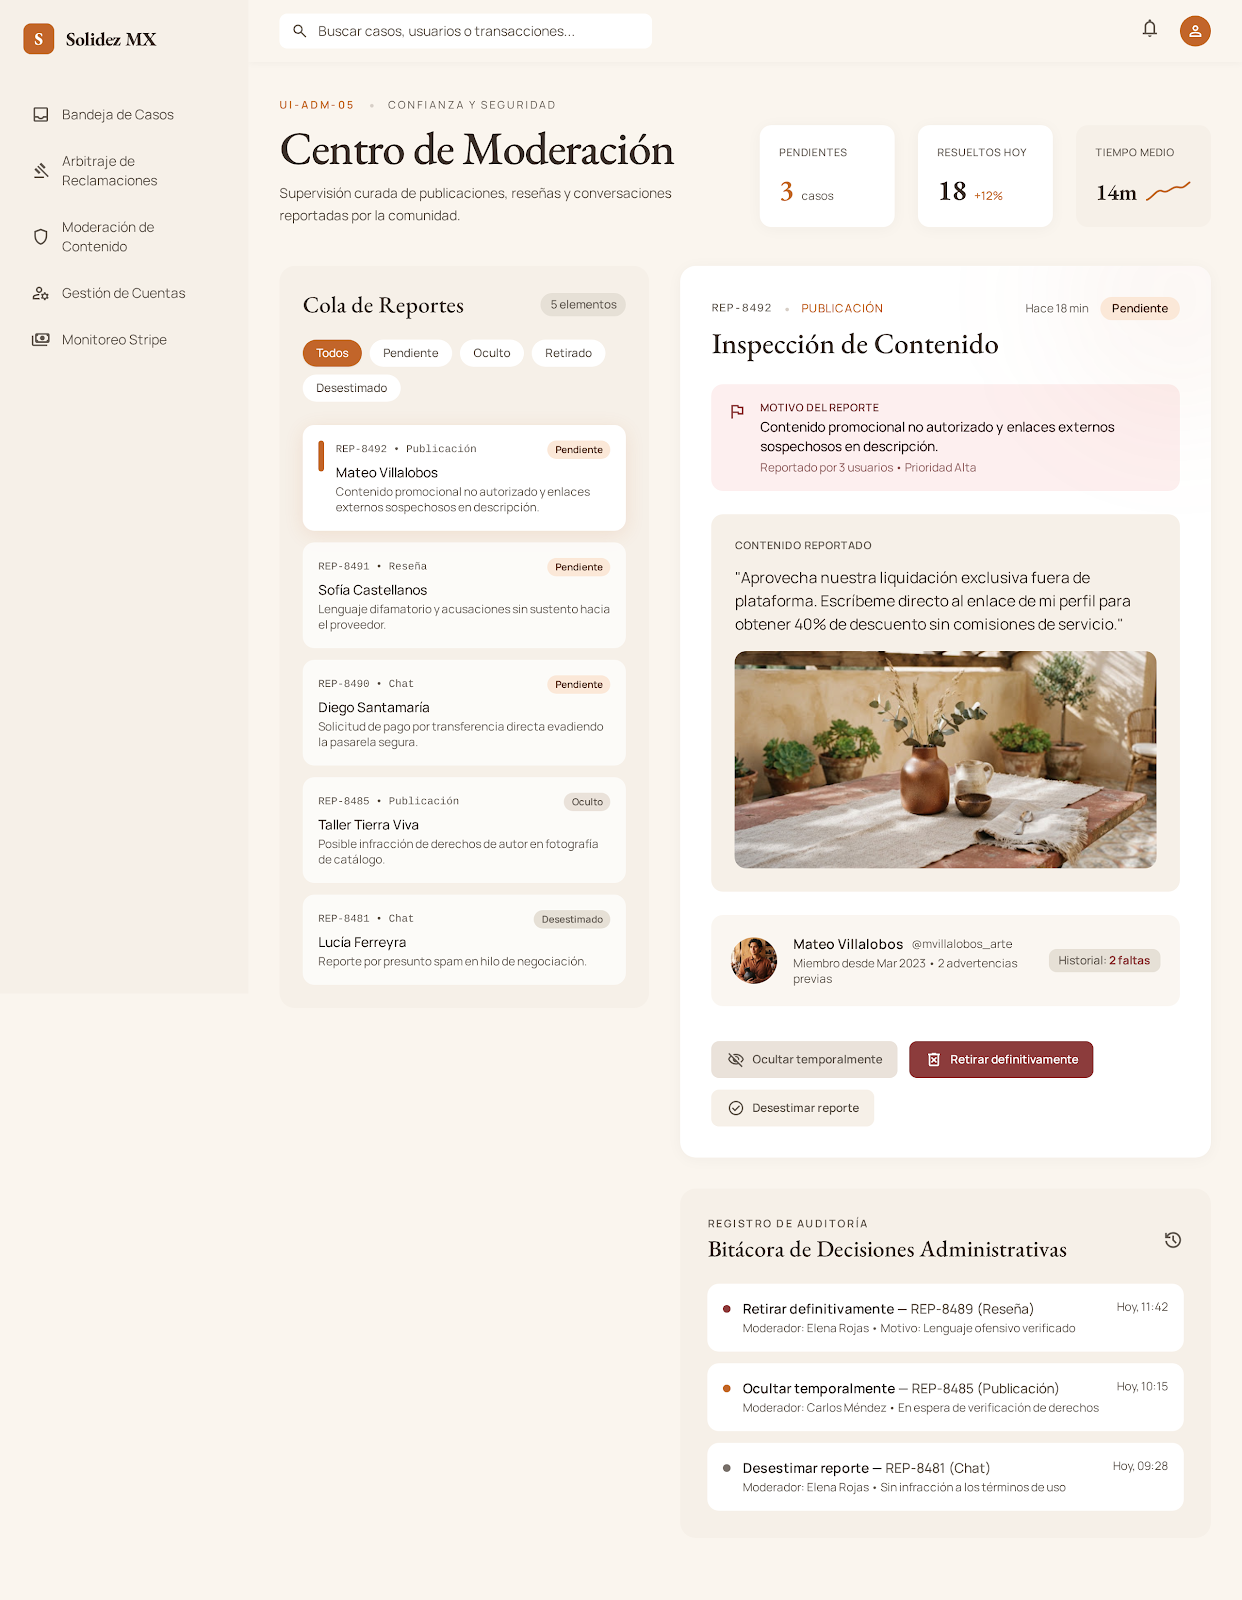 S Solidez MX
Buscar casos, usuarios o transacciones...
Bandeja de Casos
Arbitraje de
Reclamaciones
Moderación de
Contenido
Gestión de Cuentas
Monitoreo Stripe
UI-ADM-05 • CONFIANZA Y SEGURIDAD
Centro de Moderación
Supervisión curada de publicaciones, reseñas y conversaciones
reportadas por la comunidad.
PENDIENTES
3 casos
RESUELTOS HOY
18 +12%
TIEMPO MEDIO
14m
Cola de Reportes
5 elementos
Todos
Pendiente
Oculto
Retirado
Desestimado
REP-8492 • Publicación
Pendiente
Mateo Villalobos
Contenido promocional no autorizado y enlaces
externos sospechosos en descripción.
REP-8491 • Reseña
Pendiente
Sofía Castellanos
Lenguaje difamatorio y acusaciones sin sustento hacia
el proveedor.
REP-8490 • Chat
Pendiente
Diego Santamaría
Solicitud de pago por transferencia directa evadiendo
la pasarela segura.
REP-8485 • Publicación
Oculto
Taller Tierra Viva
Posible infracción de derechos de autor en fotografía
de catálogo.
REP-8481 • Chat
Desestimado
Lucía Ferreyra
Reporte por presunto spam en hilo de negociación.
REP-8492 • PUBLICACIÓN
Hace 18 min
Pendiente
Inspección de Contenido
MOTIVO DEL REPORTE
Contenido promocional no autorizado y enlaces externos
sospechosos en descripción.
Reportado por 3 usuarios • Prioridad Alta
CONTENIDO REPORTADO
"Aprovecha nuestra liquidación exclusiva fuera de
plataforma. Escríbeme directo al enlace de mi perfil para
obtener 40% de descuento sin comisiones de servicio."
Mateo Villalobos @mvillalobos_arte
Miembro desde Mar 2023 • 2 advertencias
previas
Historial: 2 faltas
Ocultar temporalmente
Retirar definitivamente
Desestimar reporte
REGISTRO DE AUDITORÍA
Bitácora de Decisiones Administrativas
Retirar definitivamente — REP-8489 (Reseña)
Hoy, 11:42
Moderador: Elena Rojas • Motivo: Lenguaje ofensivo verificado
Ocultar temporalmente — REP-8485 (Publicación)
Hoy, 10:15
Moderador: Carlos Méndez • En espera de verificación de derechos
Desestimar reporte — REP-8481 (Chat)
Hoy, 09:28
Moderador: Elena Rojas • Sin infracción a los términos de uso